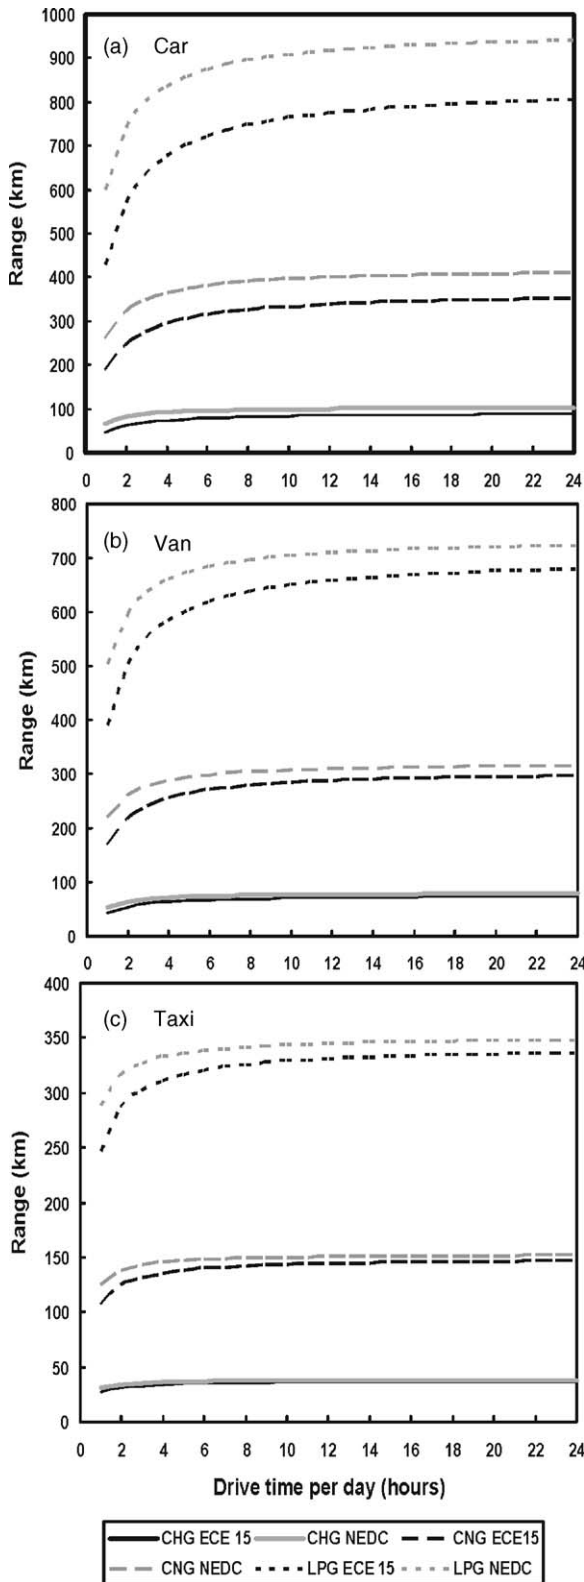 (a) Car
1000
900
800
700
600
500
400
300
200
100
0
Range (km)
0 2 4 6 8 10 12 14 16 18 20 22 24
(b) Van
800
700
600
500
400
300
200
100
0
Range (km)
0 2 4 6 8 10 12 14 16 18 20 22 24
(c) Taxi
400
350
300
250
200
150
100
50
0
Range (km)
0 2 4 6 8 10 12 14 16 18 20 22 24
Drive time per day (hours)
CHG ECE 15 CHG NEDC CNG ECE15
CNG NEDC LPG ECE 15 LPG NEDC